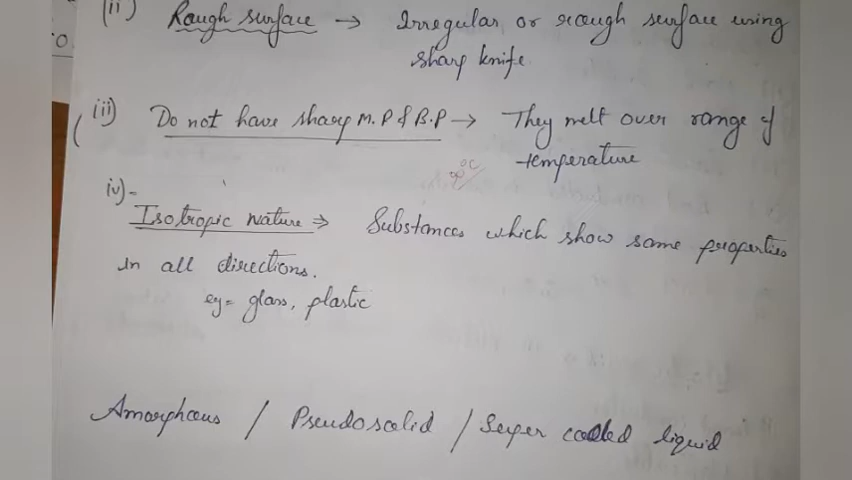 (ii) Rough surface → Irregular or rough surface using
sharp knife
(iii) Do not have sharp M.P & B.P → They melt over range of
temperature
iv) -
Isotropic nature ⇒ Substances which show same properties
in all directions.
eg= glass, plastic
Amorphous / Pseudosolid / Super cooled liquid